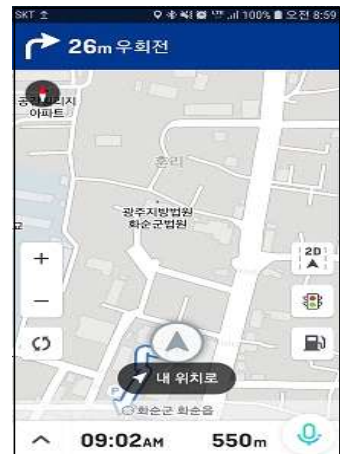 SKT
100% 오전 8:59
26m 우회전
아파트
훈리
광주지방법원
화순군법원
교
2D
+
−
내 위치로
P
화순군 화순읍
09:02AM 550m